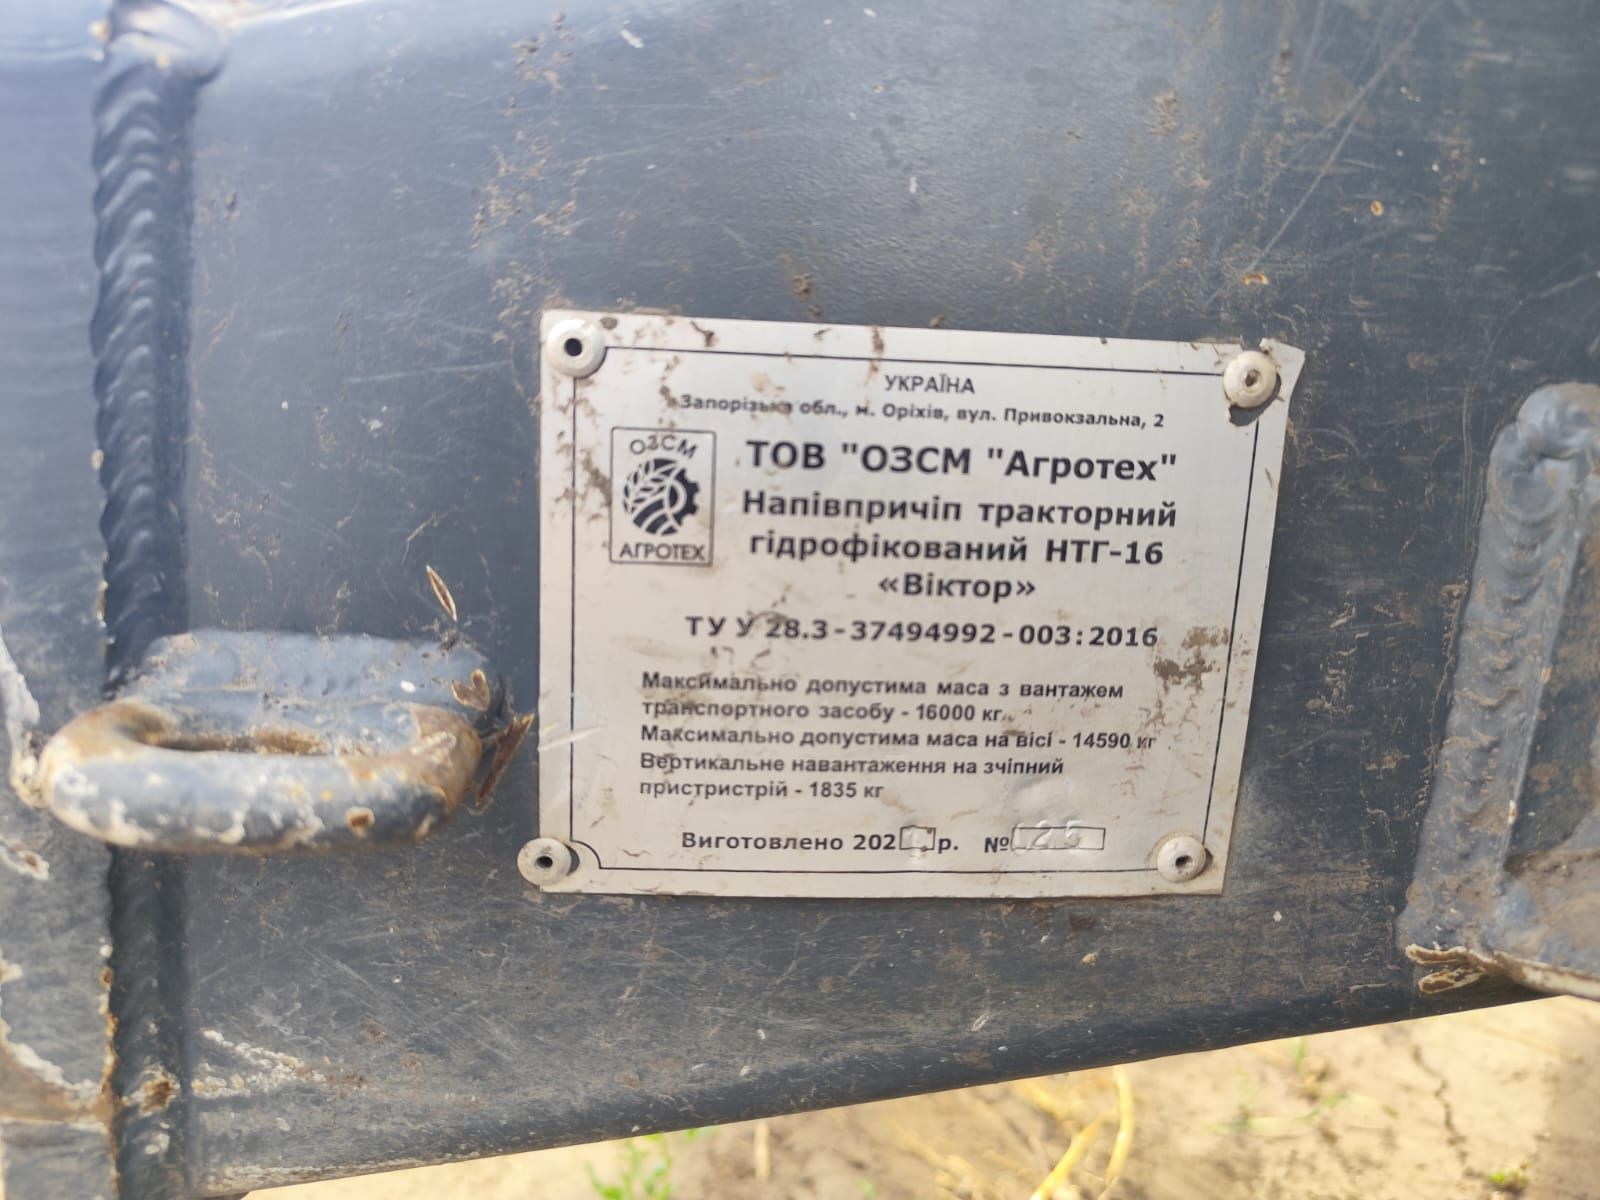 УКРАЇНА
Запорізька обл., м. Оріхів, вул. Привокзальна, 2
ОЗСМ
АГРОТЕХ
ТОВ "ОЗСМ "Агротех"
Напівпричіп тракторний
гідрофікований НТГ-16
«Віктор»
ТУ У 28.3-37494992-003:2016
Максимально допустима маса з вантажем
транспортного засобу - 16000 кг
Максимально допустима маса на вісі - 14590 кг
Вертикальне навантаження на зчіпний
пристристрій - 1835 кг
Виготовлено 202 р. № 25